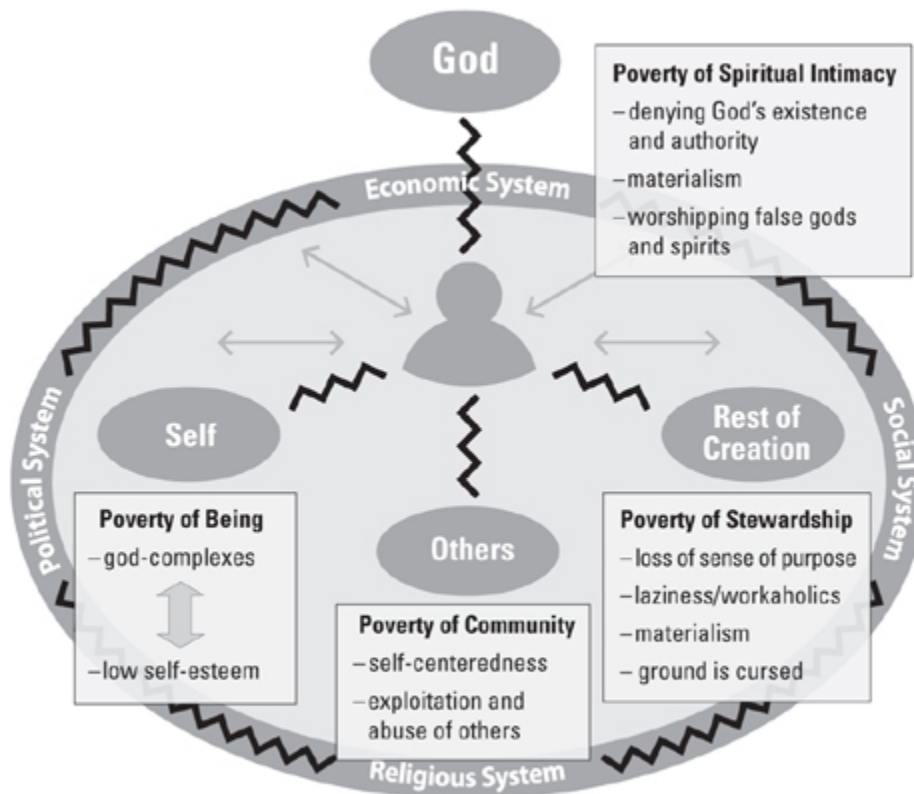 God
Poverty of Spiritual Intimacy
–denying God's existence
and authority
–materialism
–worshipping false gods
and spirits
Economic System
Self
Rest of
Creation
Political System
Social System
Poverty of Being
–god-complexes
–low self-esteem
Others
Poverty of Stewardship
–loss of sense of purpose
–laziness/workaholics
–materialism
– ground is cursed
Poverty of Community
–self-centeredness
–exploitation and
abuse of others
Religious System